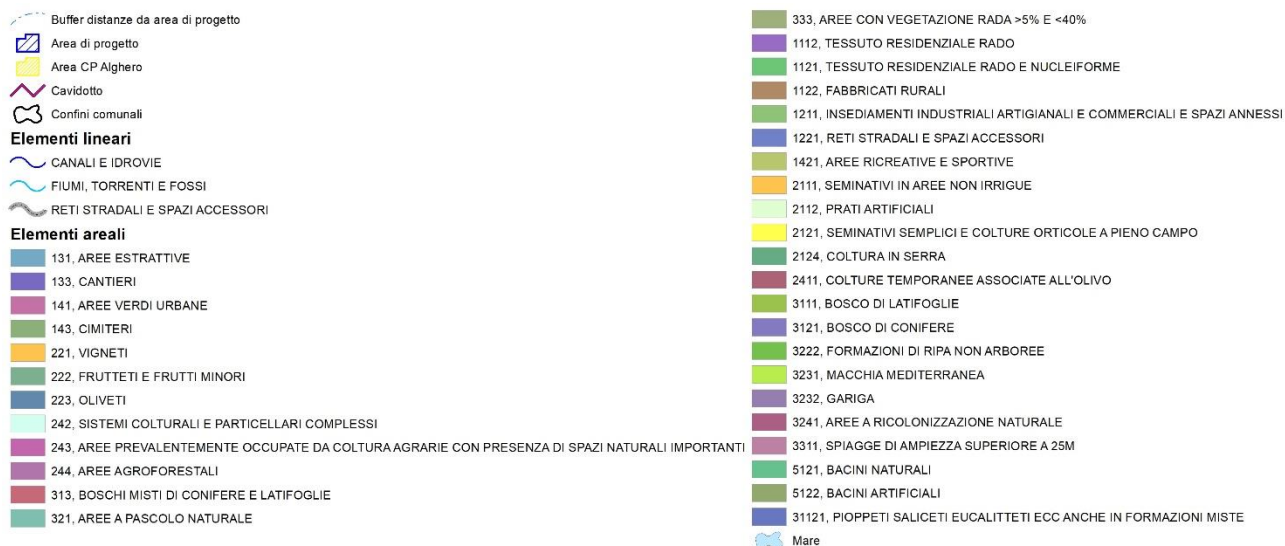 Buffer distanze da area di progetto
Area di progetto
Area CP Alghero
Cavidotto
Confini comunali
Elementi lineari
CANALI E IDROVIE
FIUMI, TORRENTI E FOSSI
RETI STRADALI E SPAZI ACCESSORI
Elementi areali
131, AREE ESTRATTIVE
133, CANTIERI
141, AREE VERDI URBANE
143, CIMITERI
221, VIGNETI
222, FRUTTETI E FRUTTI MINORI
223, OLIVETI
242, SISTEMI COLTURALI E PARTICELLARI COMPLESSI
243, AREE PREVALENTEMENTE OCCUPATE DA COLTURA AGRARIE CON PRESENZA DI SPAZI NATURALI IMPORTANTI
244, AREE AGROFORESTALI
313, BOSCHI MISTI DI CONIFERE E LATIFOGLIE
321, AREE A PASCOLO NATURALE
333, AREE CON VEGETAZIONE RADA >5% E <40%
1112, TESSUTO RESIDENZIALE RADO
1121, TESSUTO RESIDENZIALE RADO E NUCLEIFORME
1122, FABBRICATI RURALI
1211, INSEDIAMENTI INDUSTRIALI ARTIGIANALI E COMMERCIALI E SPAZI ANNESSI
1221, RETI STRADALI E SPAZI ACCESSORI
1421, AREE RICREATIVE E SPORTIVE
2111, SEMINATIVI IN AREE NON IRRIGUE
2112, PRATI ARTIFICIALI
2121, SEMINATIVI SEMPLICI E COLTURE ORTICOLE A PIENO CAMPO
2124, COLTURA IN SERRA
2411, COLTURE TEMPORANEE ASSOCIATE ALL'OLIVO
3111, BOSCO DI LATIFOGLIE
3121, BOSCO DI CONIFERE
3222, FORMAZIONI DI RIPA NON ARBOREE
3231, MACCHIA MEDITERRANEA
3232, GARIGA
3241, AREE A RICOLONIZZAZIONE NATURALE
3311, SPIAGGE DI AMPIEZZA SUPERIORE A 25M
5121, BACINI NATURALI
5122, BACINI ARTIFICIALI
31121, PIOPPETI SALICETI EUCALITTETI ECC ANCHE IN FORMAZIONI MISTE
Mare